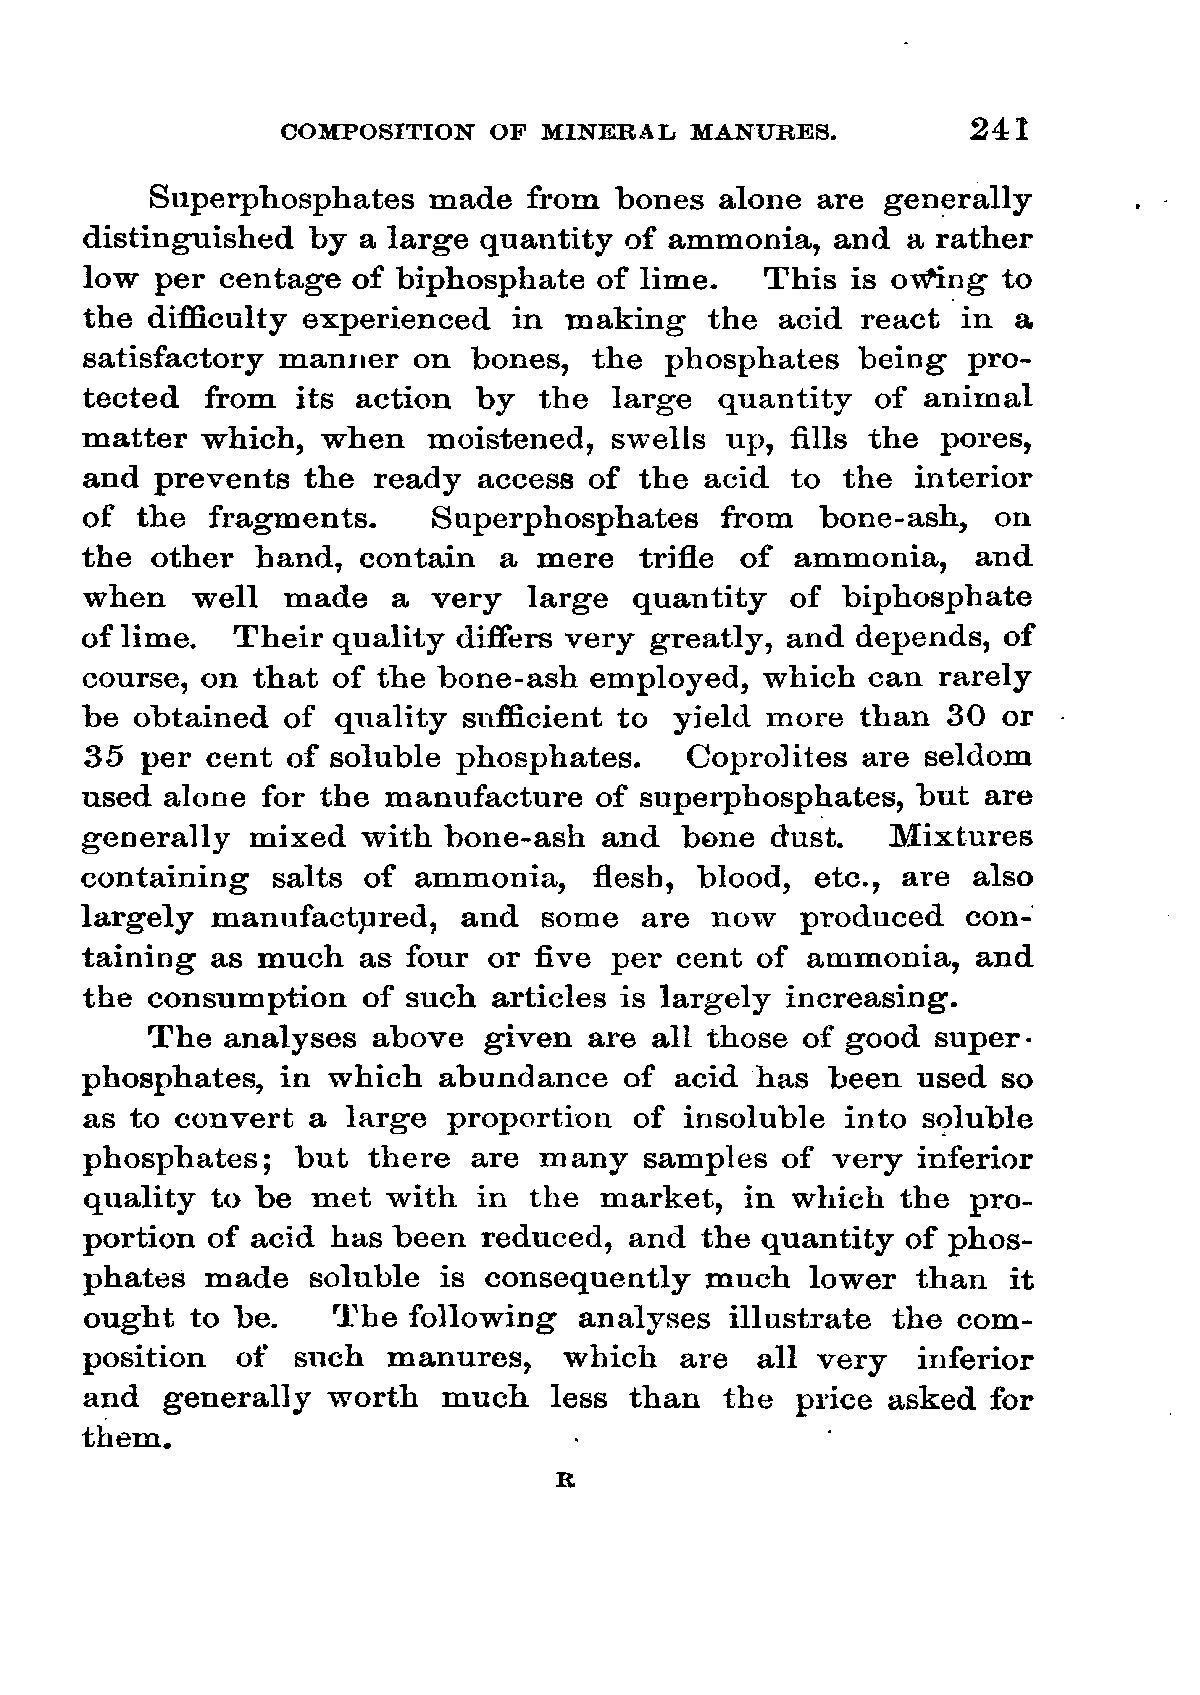 COMPOSITION OF MINERAL MANURES. 241
Superphosphates made from bones alone are generally
distinguished by a large quantity of ammonia, and a rather
low per centage of biphosphate of lime. This is owing to
the difficulty experienced in making the acid react in a
satisfactory manner on bones, the phosphates being pro-
tected from its action by the large quantity of animal
matter which, when moistened, swells up, fills the pores,
and prevents the ready access of the acid to the interior
of the fragments. Superphosphates from bone-ash, on
the other hand, contain a mere trifle of ammonia, and
when well made a very large quantity of biphosphate
of lime. Their quality differs very greatly, and depends, of
course, on that of the bone-ash employed, which can rarely
be obtained of quality sufficient to yield more than 30 or
35 per cent of soluble phosphates. Coprolites are seldom
used alone for the manufacture of superphosphates, but are
generally mixed with bone-ash and bone dust. Mixtures
containing salts of ammonia, flesh, blood, etc., are also
largely manufactured, and some are now produced con-
taining as much as four or five per cent of ammonia, and
the consumption of such articles is largely increasing.
The analyses above given are all those of good super-
phosphates, in which abundance of acid has been used so
as to convert a large proportion of insoluble into soluble
phosphates; but there are many samples of very inferior
quality to be met with in the market, in which the pro-
portion of acid has been reduced, and the quantity of phos-
phates made soluble is consequently much lower than it
ought to be. The following analyses illustrate the com-
position of such manures, which are all very inferior
and generally worth much less than the price asked for
them.
R